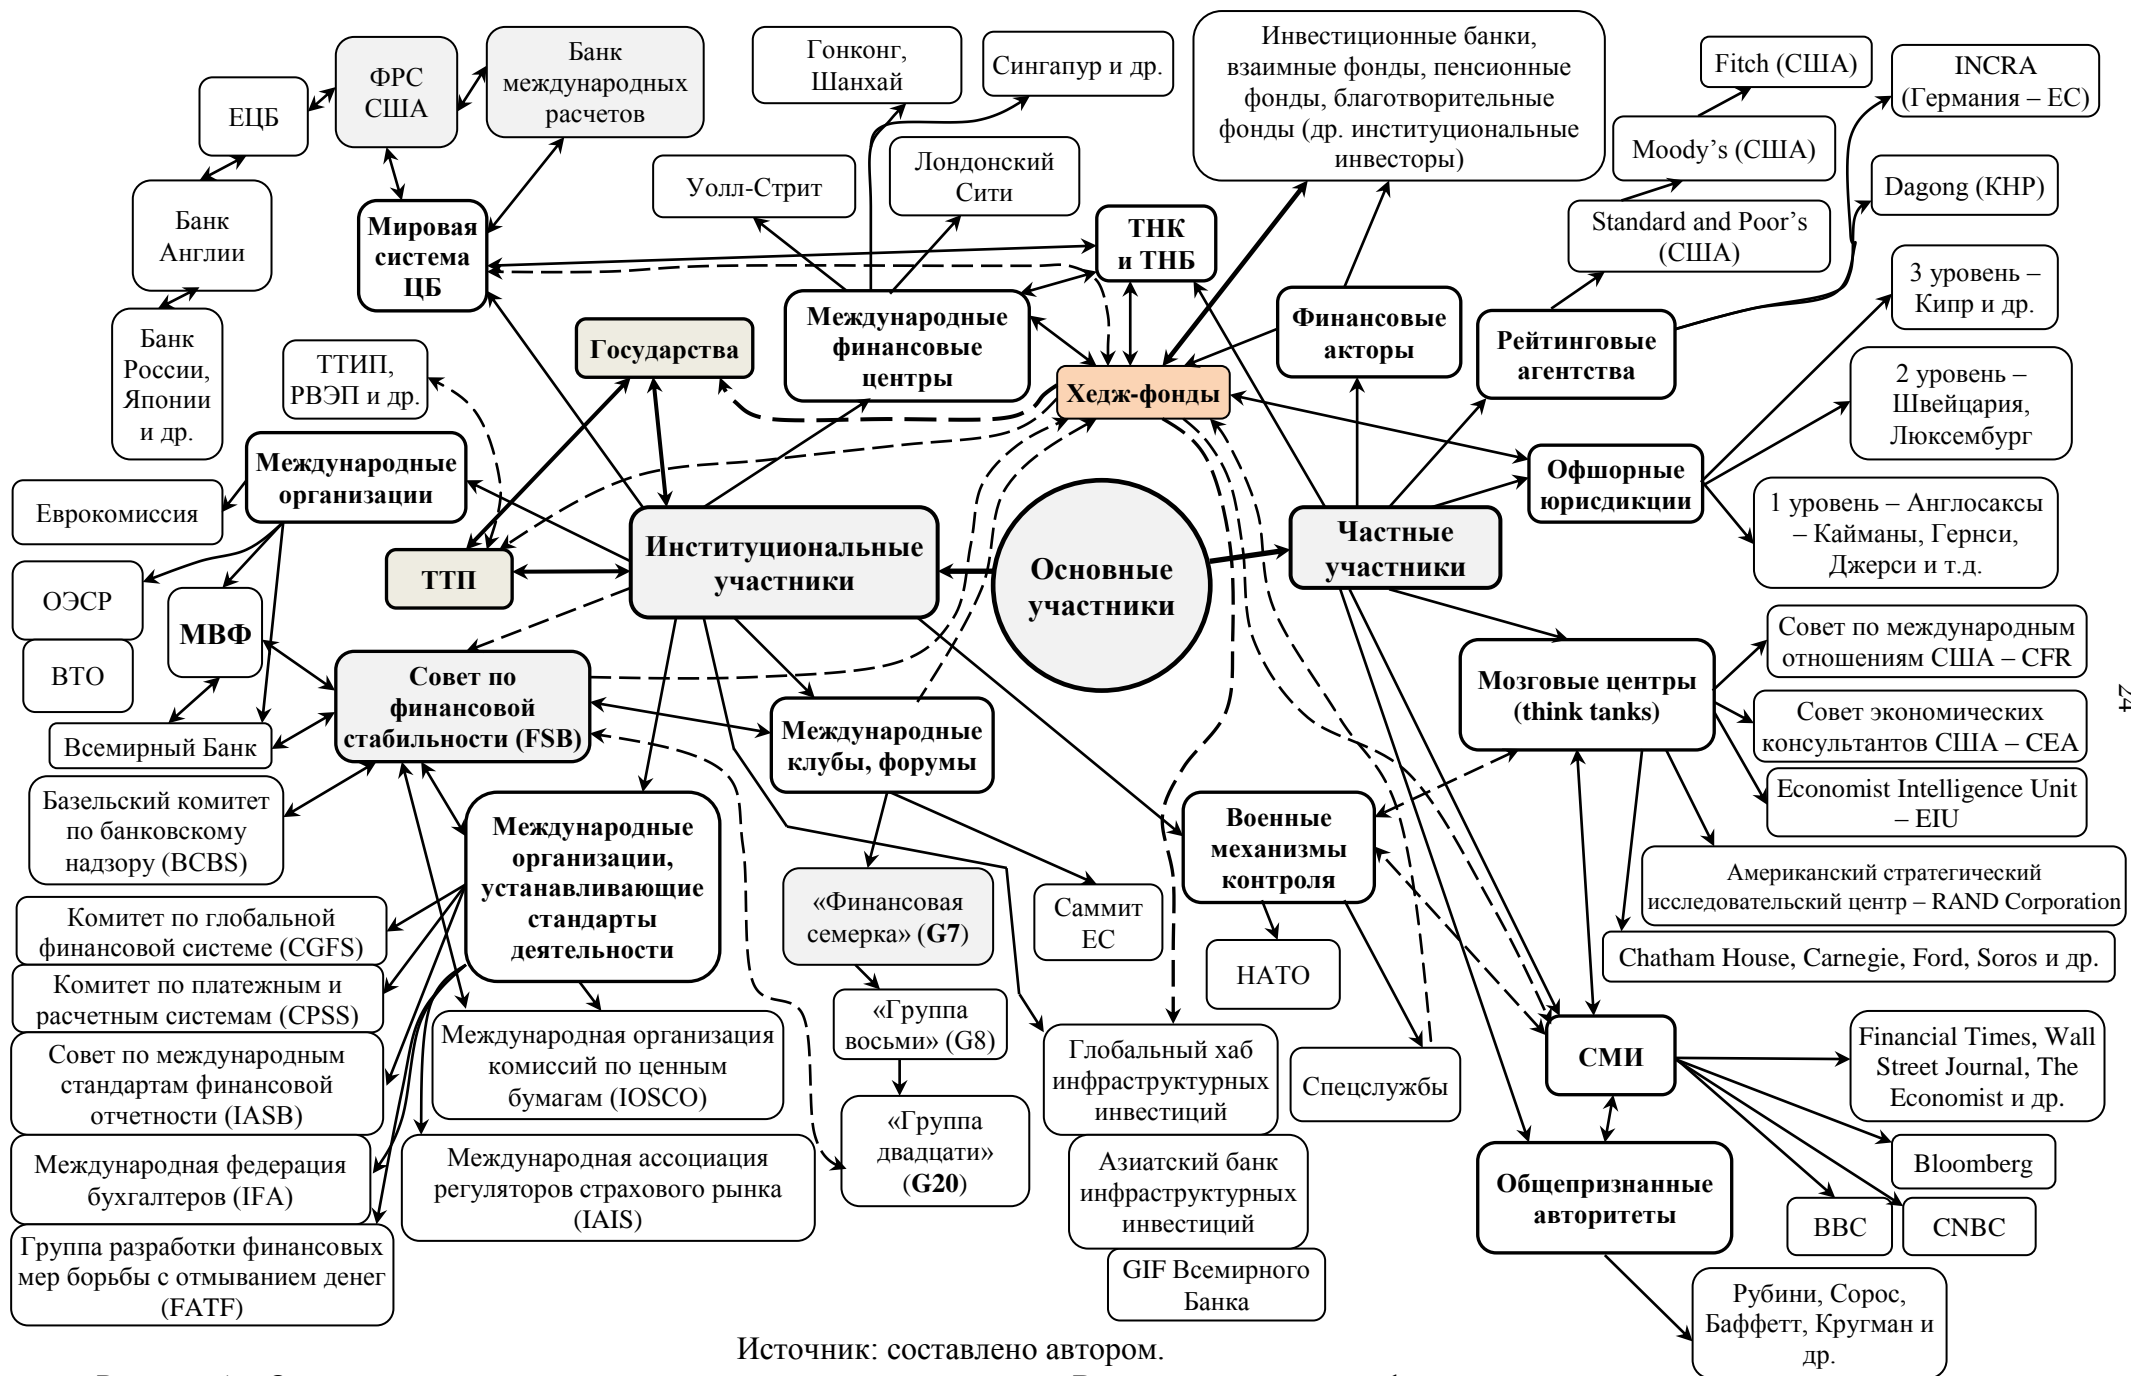 ФРС
США
Банк
международных
расчетов
ЕЦБ
Банк
Англии
Банк
России,
Японии
и др.
Мировая
система
ЦБ
Гонконг,
Шанхай
Сингапур и др.
Уолл-Стрит
Лондонский
Сити
Инвестиционные банки,
взаимные фонды, пенсионные
фонды, благотворительные
фонды (др. институциональные
инвесторы)
Fitch (США)
INCRA
(Германия – ЕС)
Moody’s (США)
Dagong (КНР)
Standard and Poor’s
(США)
ТНК
и ТНБ
3 уровень –
Кипр и др.
Международные
финансовые
центры
Финансовые
акторы
Рейтинговые
агентства
Государства
ТТИП,
РВЭП и др.
Хедж-фонды
2 уровень –
Швейцария,
Люксембург
Международные
организации
Офшорные
юрисдикции
Еврокомиссия
1 уровень – Англосаксы
– Кайманы, Гернси,
Джерси и т.д.
Институциональные
участники
Основные
участники
Частные
участники
ТТП
ОЭСР
МВФ
ВТО
Всемирный Банк
Совет по
финансовой
стабильности (FSB)
Международные
клубы, форумы
Мозговые центры
(think tanks)
Совет по международным
отношениям США – CFR
Совет экономических
консультантов США – CEA
Economist Intelligence Unit
– EIU
24
Базельский комитет
по банковскому
надзору (BCBS)
Международные
организации,
устанавливающие
стандарты
деятельности
Военные
механизмы
контроля
Американский стратегический
исследовательский центр – RAND Corporation
Chatham House, Carnegie, Ford, Soros и др.
«Финансовая
семерка» (G7)
Саммит
ЕС
НАТО
Комитет по глобальной
финансовой системе (CGFS)
Комитет по платежным и
расчетным системам (CPSS)
Совет по международным
стандартам финансовой
отчетности (IASB)
Международная федерация
бухгалтеров (IFA)
Группа разработки финансовых
мер борьбы с отмыванием денег
(FATF)
Международная организация
комиссий по ценным
бумагам (IOSCO)
Международная ассоциация
регуляторов страхового рынка
(IAIS)
«Группа
восьми» (G8)
«Группа
двадцати»
(G20)
Глобальный хаб
инфраструктурных
инвестиций
Азиатский банк
инфраструктурных
инвестиций
GIF Всемирного
Банка
Спецслужбы
СМИ
Financial Times, Wall
Street Journal, The
Economist и др.
Bloomberg
BBC
CNBC
Общепризнанные
авторитеты
Рубини, Сорос,
Баффетт, Кругман и
др.
Источник: составлено автором.